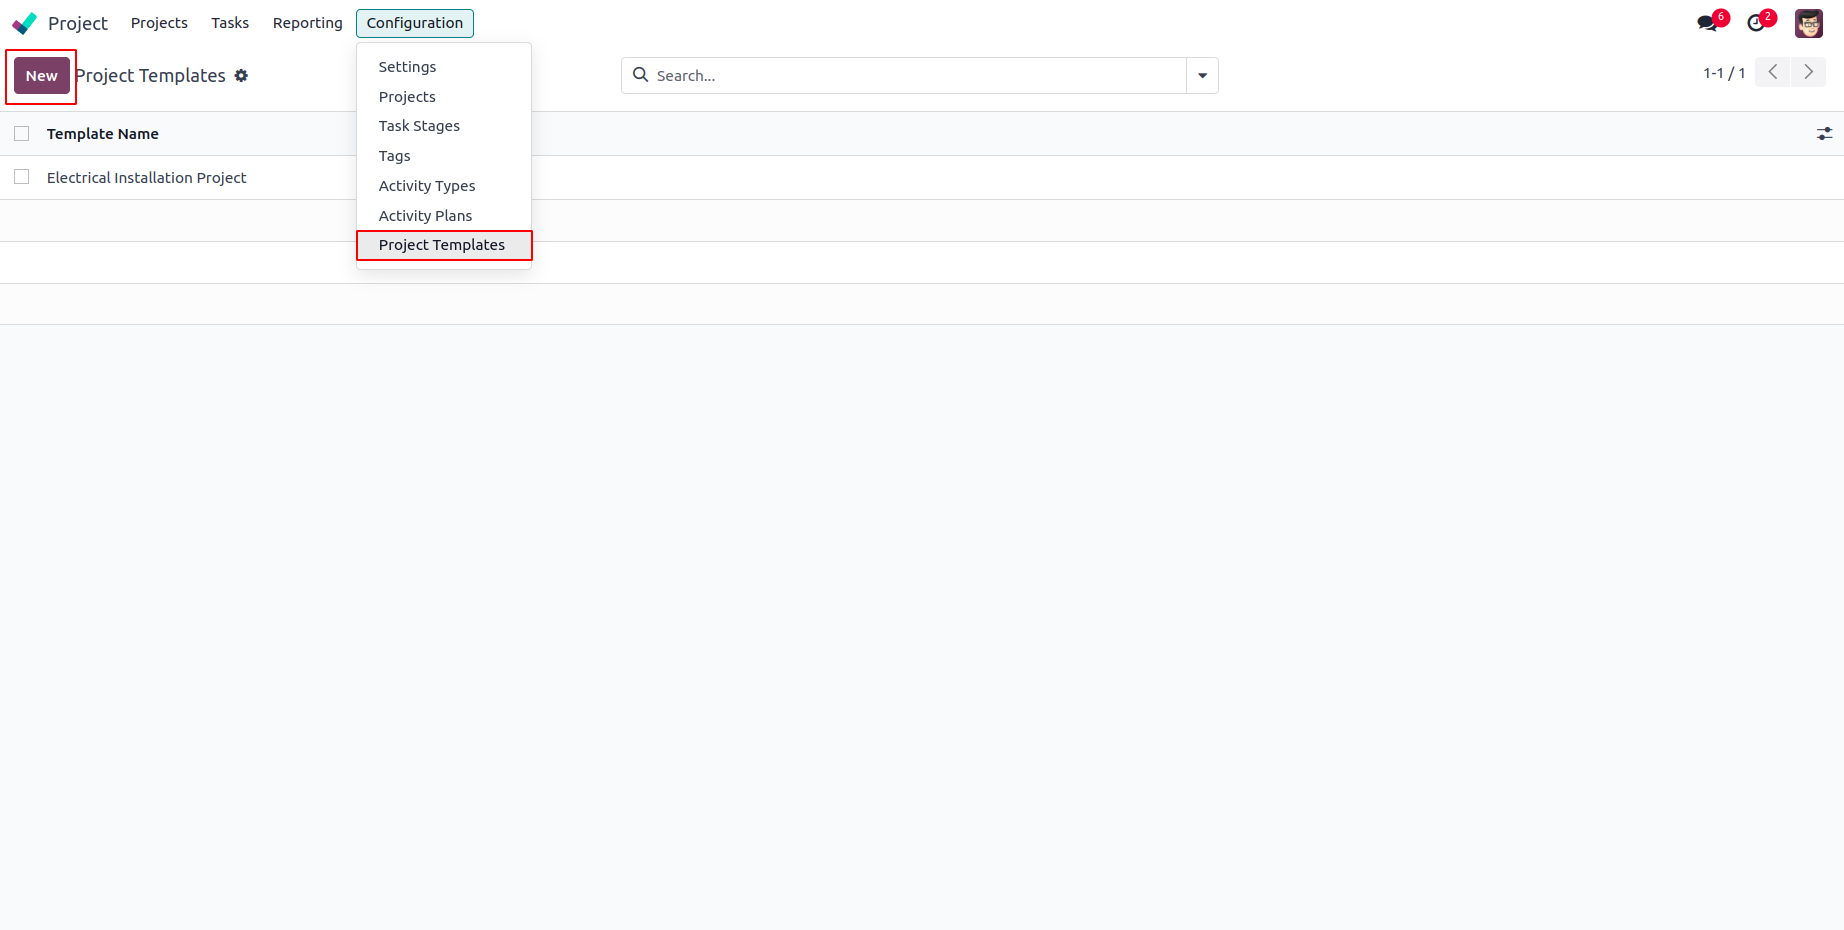 Project Projects Tasks Reporting Configuration 6 2
New Project Templates Search... 1-1 / 1
Settings
Projects
Task Stages
Tags
Activity Types
Activity Plans
Project Templates
Template Name
Electrical Installation Project